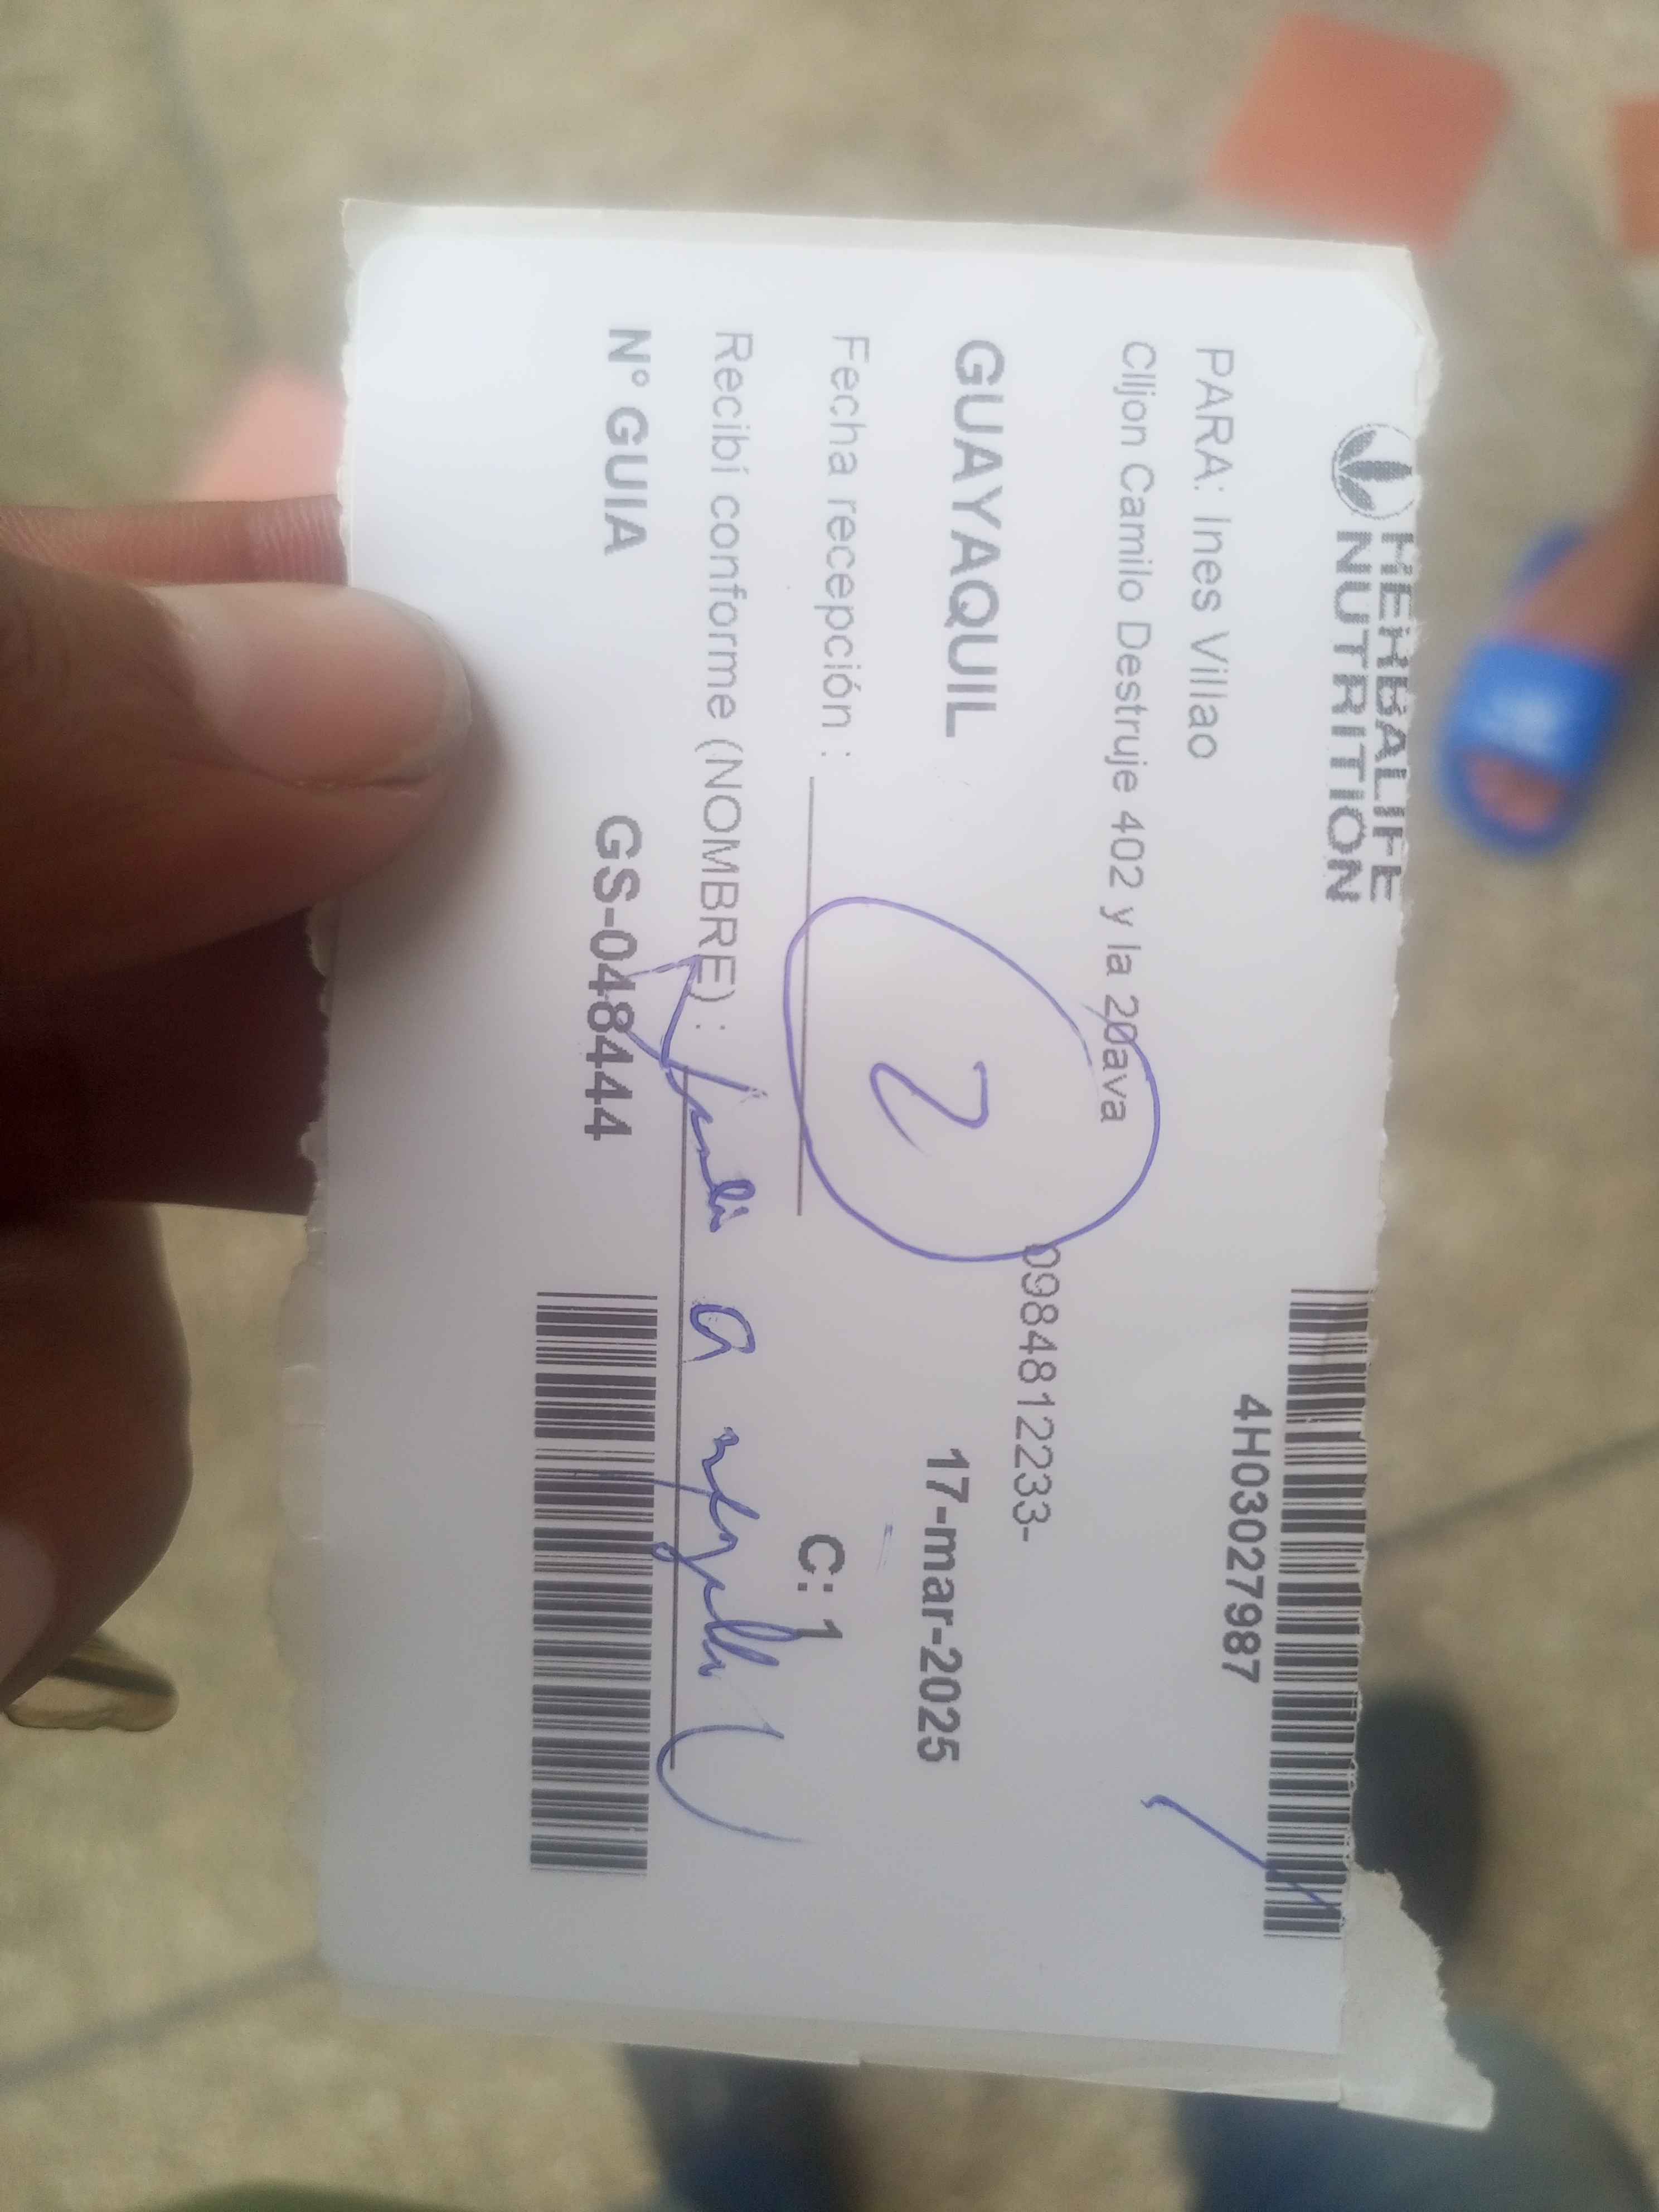 HERBALIFE
NUTRITION
4H03027987
PARA: Ines Villao
Clljon Camilo Destruje 402 y la 20ava
0984812233-
GUAYAQUIL
17-mar-2025
2
Fecha recepción :
C: 1
Recibí conforme (NOMBRE) :
N° GUIA
GS-048444